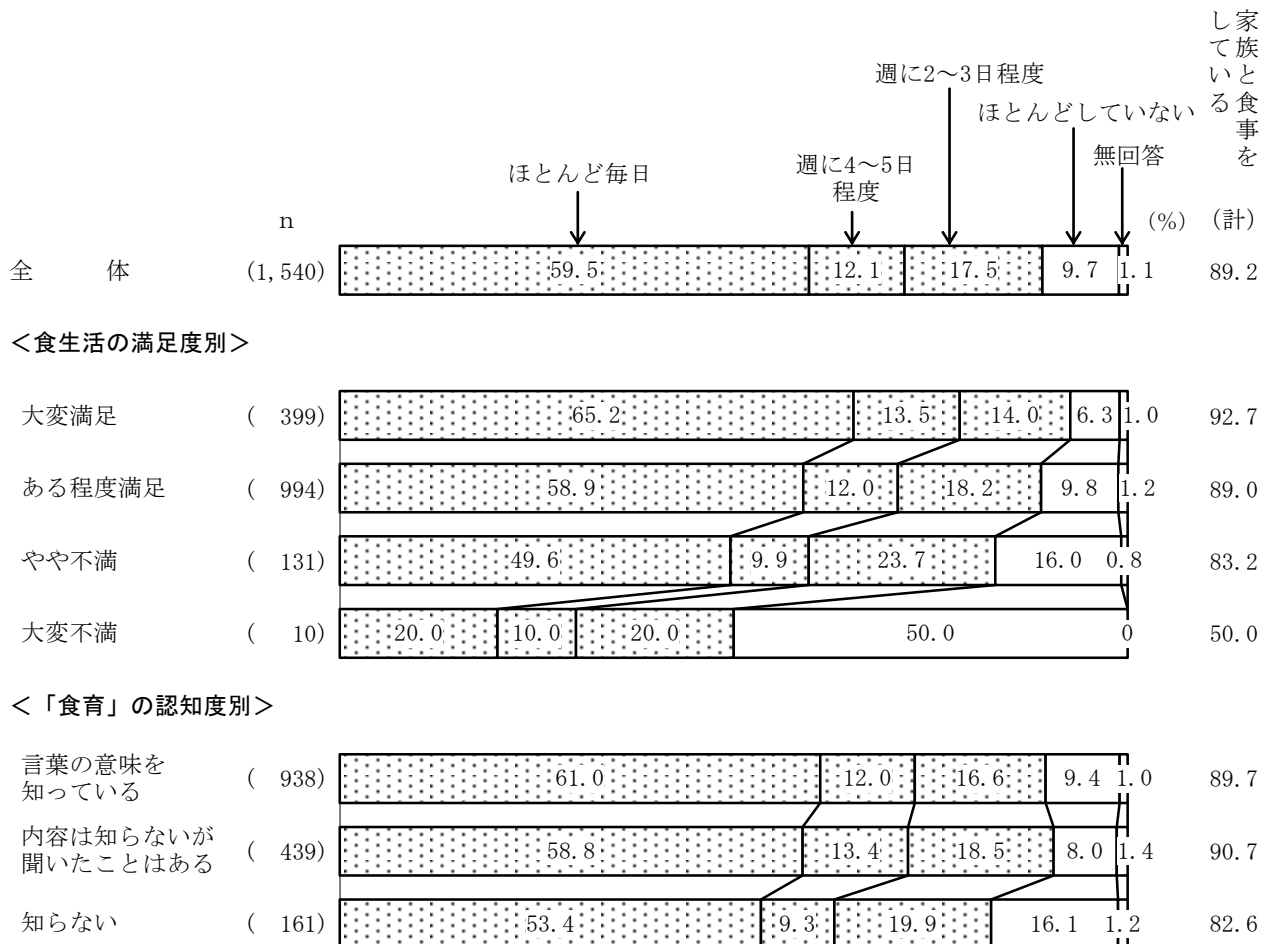 家族と食事を
している
週に2～3日程度
ほとんどしていない
無回答
週に4～5日
程度
ほとんど毎日
n
(%) (計)
全 体 (1,540) 59.5 12.1 17.5 9.7 1.1 89.2
＜食生活の満足度別＞
大変満足 ( 399) 65.2 13.5 14.0 6.3 1.0 92.7
ある程度満足 ( 994) 58.9 12.0 18.2 9.8 1.2 89.0
やや不満 ( 131) 49.6 9.9 23.7 16.0 0.8 83.2
大変不満 ( 10) 20.0 10.0 20.0 50.0 0 50.0
＜「食育」の認知度別＞
言葉の意味を
知っている
( 938) 61.0 12.0 16.6 9.4 1.0 89.7
内容は知らないが
聞いたことはある
( 439) 58.8 13.4 18.5 8.0 1.4 90.7
知らない ( 161) 53.4 9.3 19.9 16.1 1.2 82.6